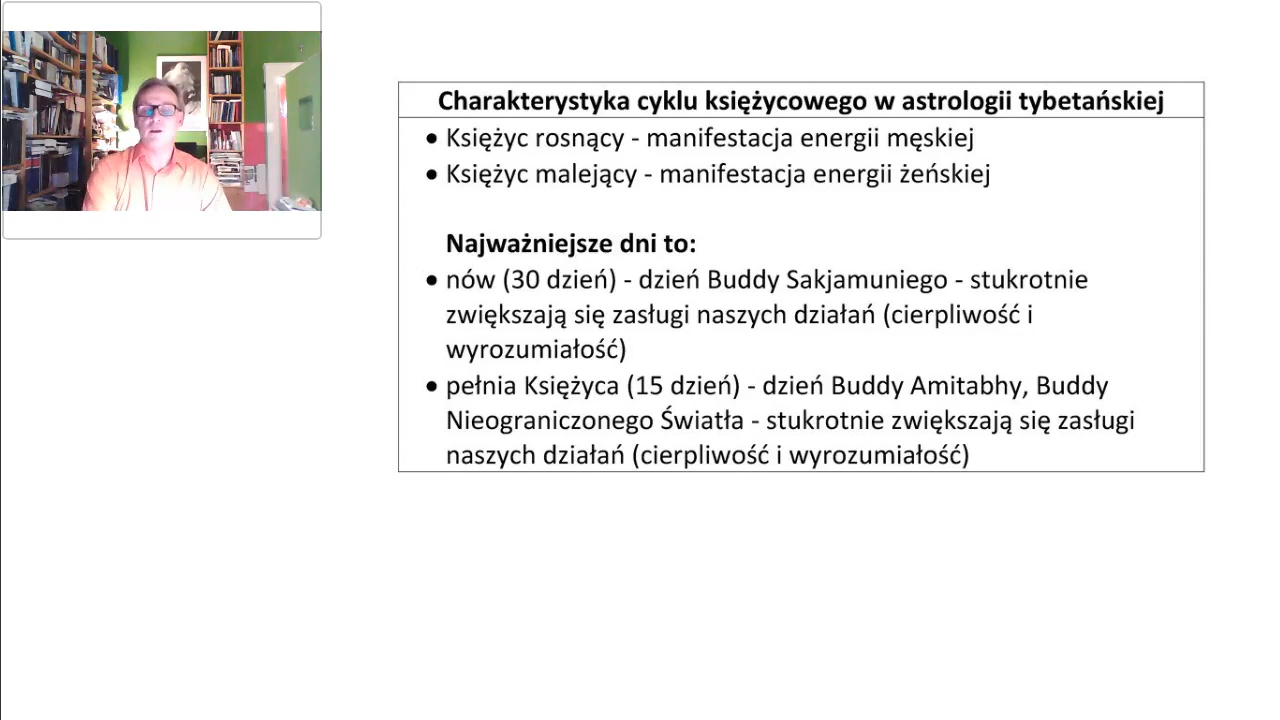 Charakterystyka cyklu księżycowego w astrologii tybetańskiej
• Księżyc rosnący - manifestacja energii męskiej
• Księżyc malejący - manifestacja energii żeńskiej
Najważniejsze dni to:
• nów (30 dzień) - dzień Buddy Sakjamuniego - stukrotnie
zwiększają się zasługi naszych działań (cierpliwość i
wyrozumiałość)
• pełnia Księżyca (15 dzień) - dzień Buddy Amitabhy, Buddy
Nieograniczonego Światła - stukrotnie zwiększają się zasługi
naszych działań (cierpliwość i wyrozumiałość)